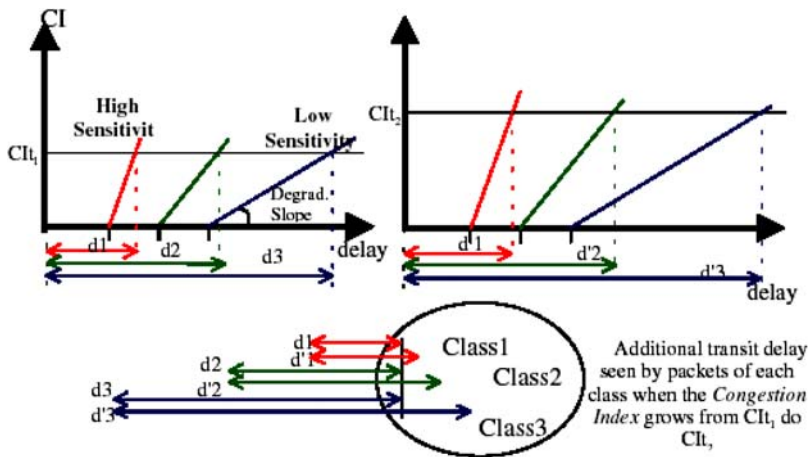 CI
High
Sensitivit
Low
Sensitivity
CIt₁
Degrad.
Slope
d1
d2
d3
delay
CIt₂
d'1
d'2
d'3
delay
d1
d'1
d2
d'2
d3
d'3
Class1
Class2
Class3
Additional transit delay
seen by packets of each
class when the Congestion
Index grows from CIt₁ do